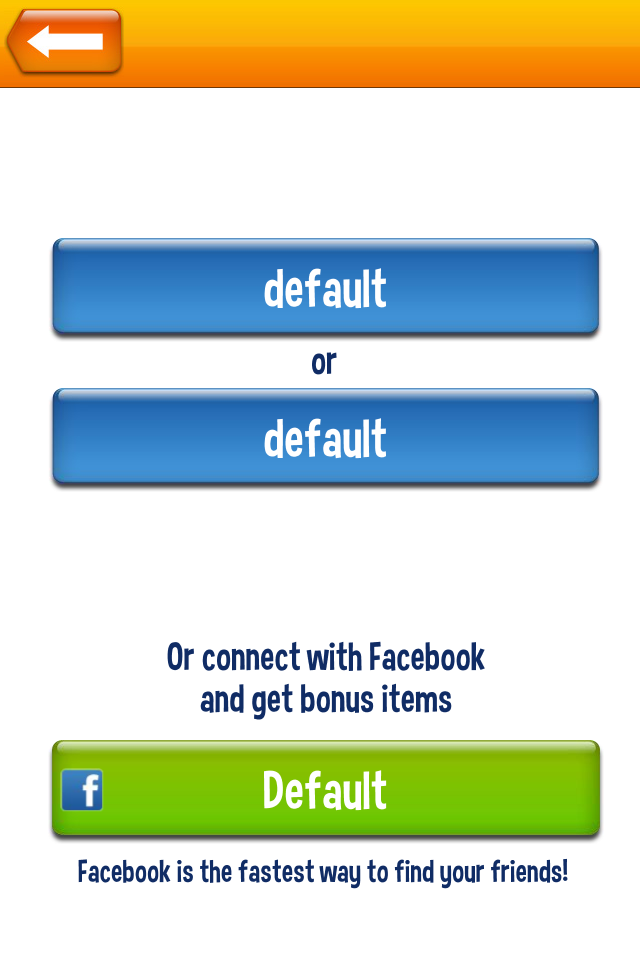 default
or
default
Or connect with Facebook
and get bonus items
f
Default
Facebook is the fastest way to find your friends!